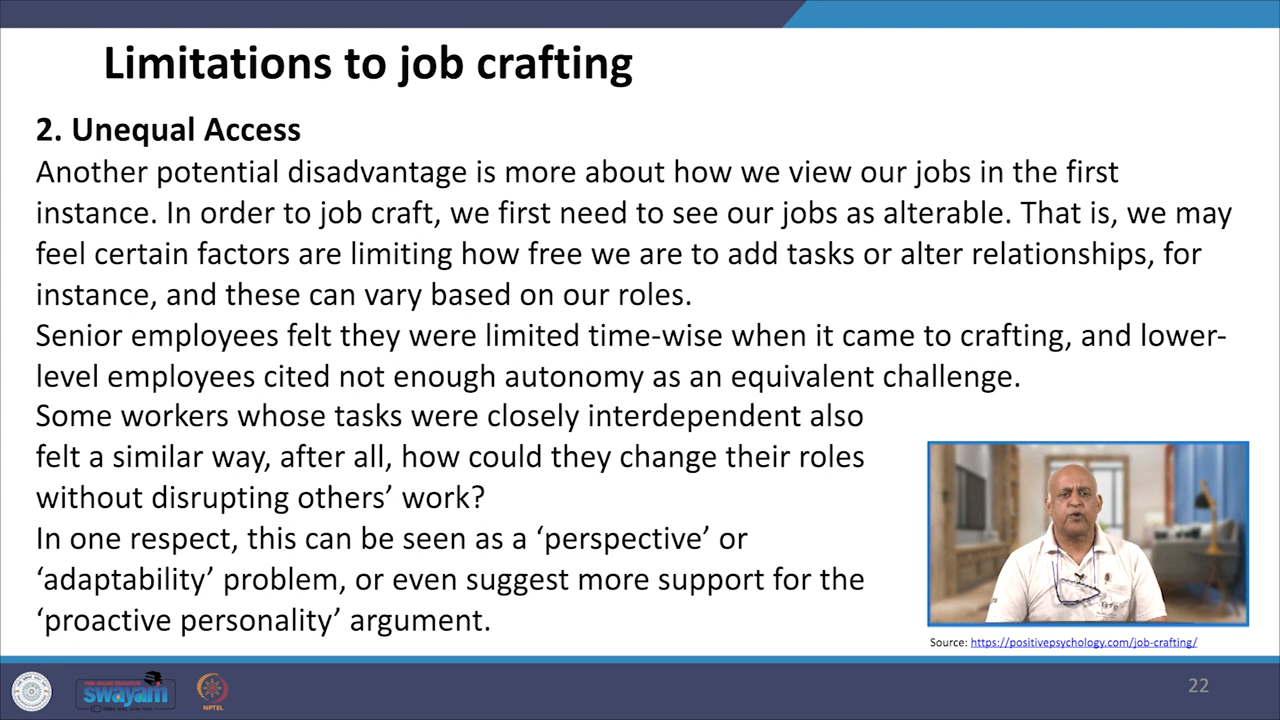 Limitations to job crafting
2. Unequal Access
Another potential disadvantage is more about how we view our jobs in the first
instance. In order to job craft, we first need to see our jobs as alterable. That is, we may
feel certain factors are limiting how free we are to add tasks or alter relationships, for
instance, and these can vary based on our roles.
Senior employees felt they were limited time-wise when it came to crafting, and lower-
level employees cited not enough autonomy as an equivalent challenge.
Some workers whose tasks were closely interdependent also
felt a similar way, after all, how could they change their roles
without disrupting others’ work?
In one respect, this can be seen as a ‘perspective’ or
‘adaptability’ problem, or even suggest more support for the
‘proactive personality’ argument.
Source: https://positivepsychology.com/job-crafting/
swayam
NPTEL
22